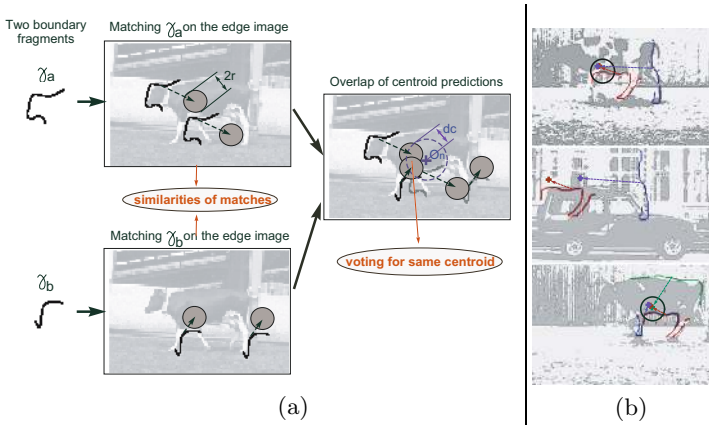 Two boundary
fragments
Matching γa on the edge image
γa
2r
Overlap of centroid predictions
dc
On
similarities of matches
Matching γb on the edge image
voting for same centroid
γb
(a)
(b)